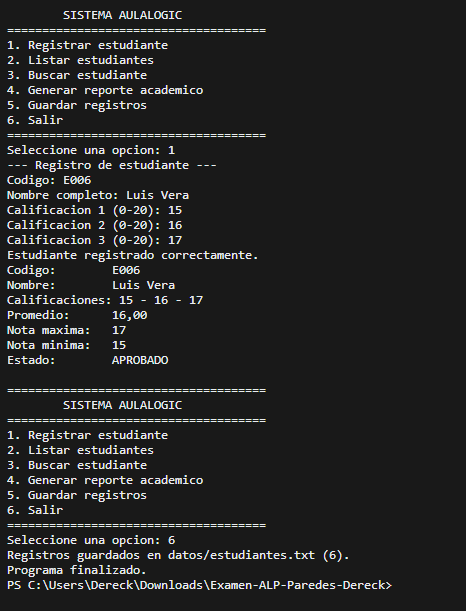 SISTEMA AULALOGIC
=====================================
1. Registrar estudiante
2. Listar estudiantes
3. Buscar estudiante
4. Generar reporte academico
5. Guardar registros
6. Salir
=====================================
Seleccione una opcion: 1
--- Registro de estudiante ---
Codigo: E006
Nombre completo: Luis Vera
Calificacion 1 (0-20): 15
Calificacion 2 (0-20): 16
Calificacion 3 (0-20): 17
Estudiante registrado correctamente.
Codigo:        E006
Nombre:        Luis Vera
Calificaciones: 15 - 16 - 17
Promedio:      16,00
Nota maxima:   17
Nota minima:   15
Estado:        APROBADO
=====================================
SISTEMA AULALOGIC
=====================================
1. Registrar estudiante
2. Listar estudiantes
3. Buscar estudiante
4. Generar reporte academico
5. Guardar registros
6. Salir
=====================================
Seleccione una opcion: 6
Registros guardados en datos/estudiantes.txt (6).
Programa finalizado.
PS C:\Users\Dereck\Downloads\Examen-ALP-Paredes-Dereck>